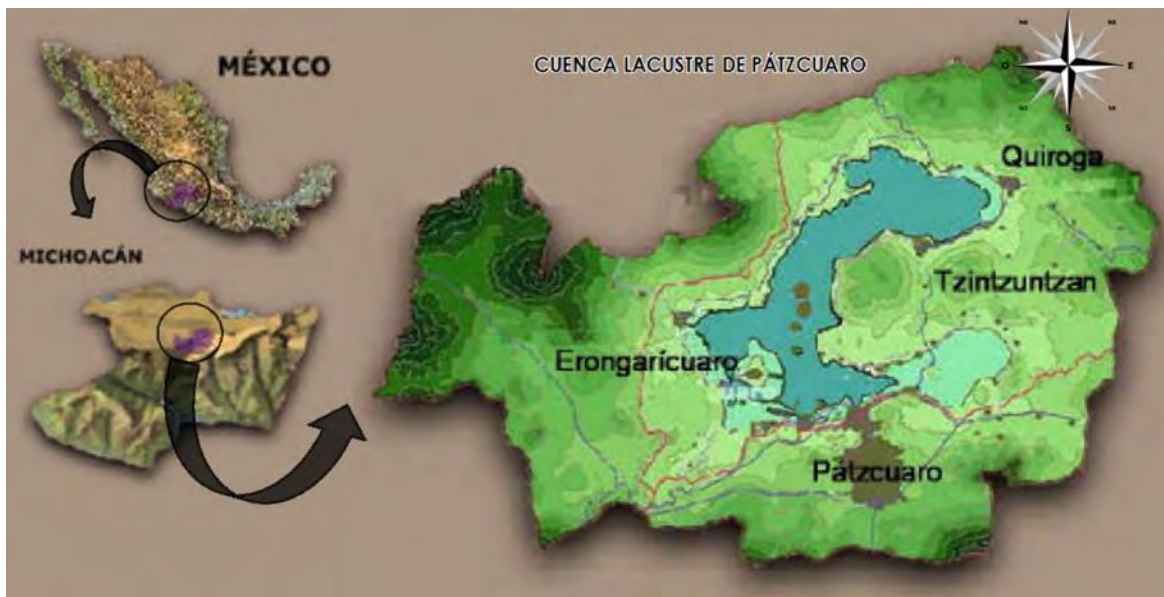 MÉXICO
CUENCA LACUSTRE DE PÁTZCUARO
O
E
S
Quiroga
MICHOACÁN
Tzintzuntzan
Erongarícuaro
Pátzcuaro